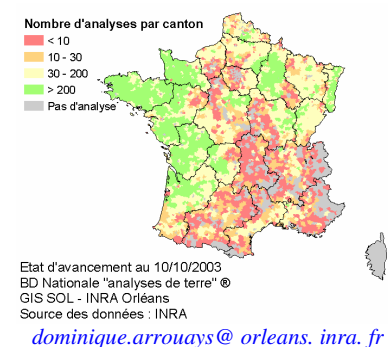 Nombre d'analyses par canton
< 10
10 - 30
30 - 200
> 200
Pas d'analyse
Etat d'avancement au 10/10/2003
BD Nationale "analyses de terre" ®
GIS SOL - INRA Orléans
Source des données : INRA
dominique.arrouays@ orleans. inra. fr